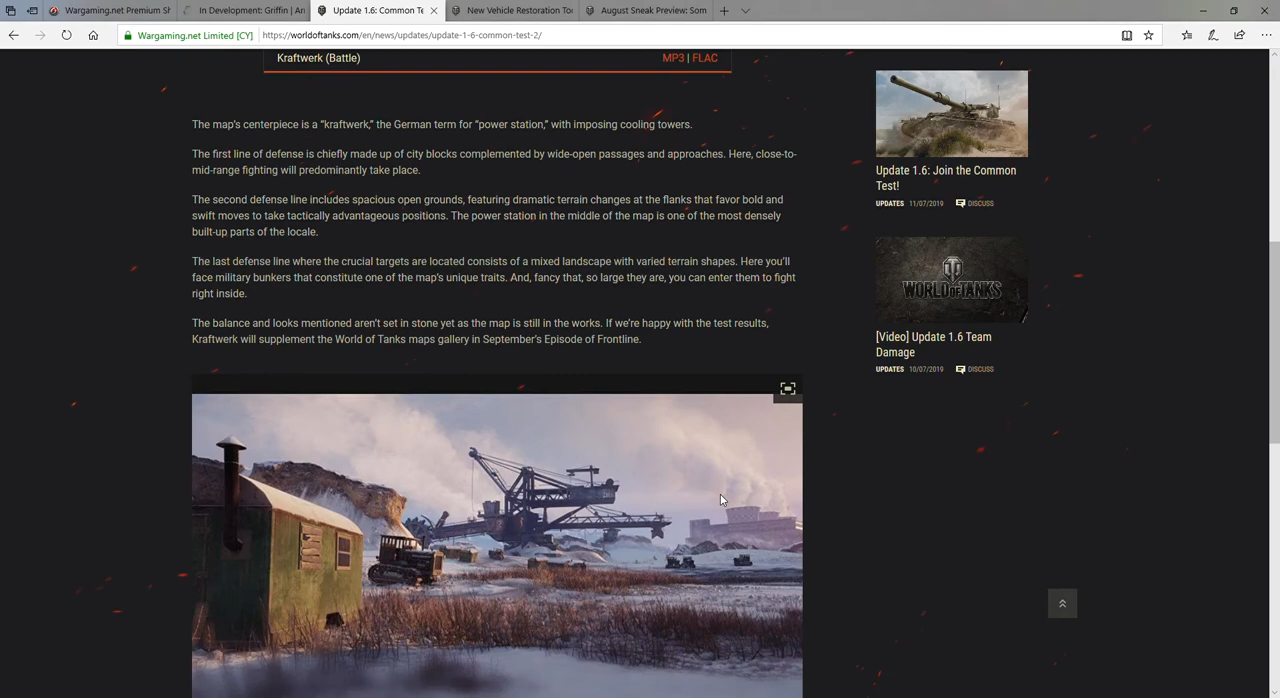 Wargaming.net Premium Sh
In Development: Griffin | Arm
Update 1.6: Common Te
New Vehicle Restoration Too
August Sneak Preview: Som
Wargaming.net Limited [CY]
https://worldoftanks.com/en/news/updates/update-1-6-common-test-2/
Kraftwerk (Battle) MP3 | FLAC
The map's centerpiece is a “kraftwerk,” the German term for “power station,” with imposing cooling towers.
The first line of defense is chiefly made up of city blocks complemented by wide-open passages and approaches. Here, close-to-
mid-range fighting will predominantly take place.
The second defense line includes spacious open grounds, featuring dramatic terrain changes at the flanks that favor bold and
swift moves to take tactically advantageous positions. The power station in the middle of the map is one of the most densely
built-up parts of the locale.
The last defense line where the crucial targets are located consists of a mixed landscape with varied terrain shapes. Here you’ll
face military bunkers that constitute one of the map’s unique traits. And, fancy that, so large they are, you can enter them to fight
right inside.
The balance and looks mentioned aren’t set in stone yet as the map is still in the works. If we’re happy with the test results,
Kraftwerk will supplement the World of Tanks maps gallery in September’s Episode of Frontline.
Update 1.6: Join the Common
Test!
UPDATES 11/07/2019 DISCUSS
WORLD OF TANKS
[Video] Update 1.6 Team
Damage
UPDATES 10/07/2019 DISCUSS